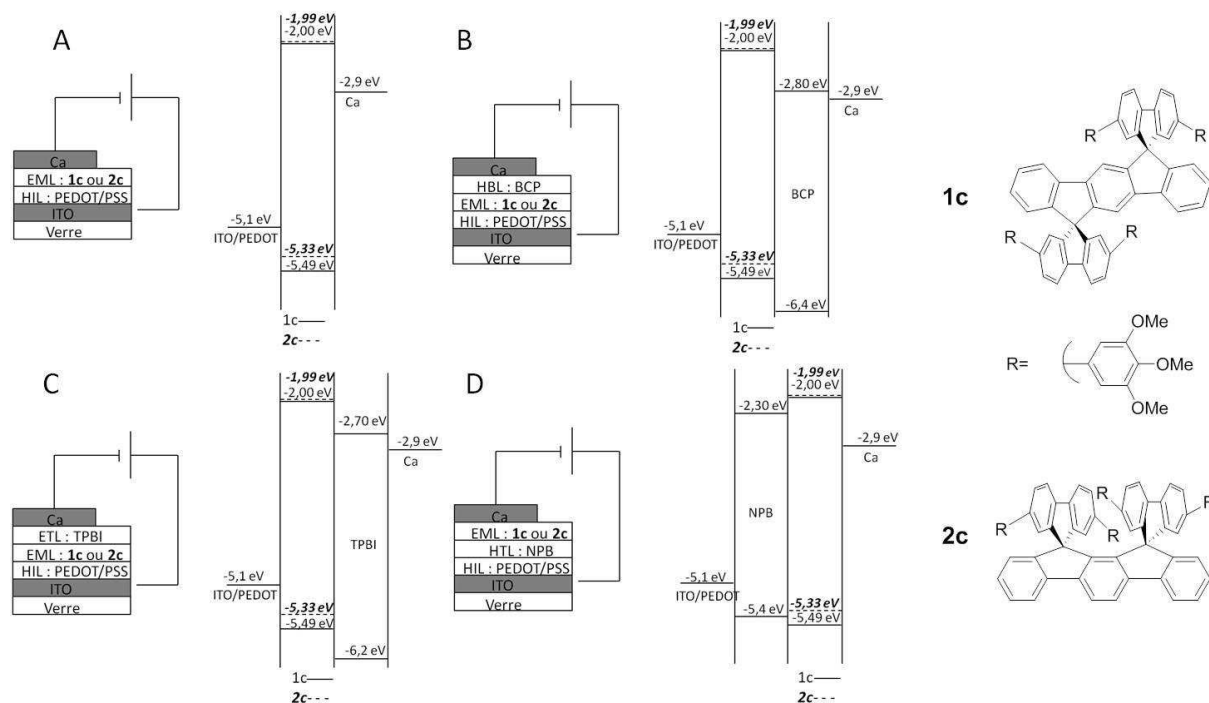 A
-1,99 eV
-2,00 eV
-2,9 eV
Ca
Ca
EML : 1c ou 2c
HIL : PEDOT/PSS
ITO
Verre
-5,1 eV
ITO/PEDOT
-5,33 eV
-5,49 eV
1c
2c
B
-1,99 eV
-2,00 eV
-2,80 eV
-2,9 eV
Ca
Ca
HBL : BCP
EML : 1c ou 2c
HIL : PEDOT/PSS
ITO
Verre
BCP
-5,1 eV
ITO/PEDOT
-5,33 eV
-5,49 eV
-6,4 eV
1c
2c
C
-1,99 eV
-2,00 eV
-2,70 eV
-2,9 eV
Ca
Ca
ETL : TPBI
EML : 1c ou 2c
HIL : PEDOT/PSS
ITO
Verre
TPBI
-5,1 eV
ITO/PEDOT
-5,33 eV
-5,49 eV
-6,2 eV
1c
2c
D
-1,99 eV
-2,00 eV
-2,30 eV
-2,9 eV
Ca
Ca
EML : 1c ou 2c
HTL : NPB
HIL : PEDOT/PSS
ITO
Verre
NPB
-5,1 eV
ITO/PEDOT
-5,4 eV
-5,33 eV
-5,49 eV
1c
2c
1c
R
R
R
R
R=
OMe
OMe
OMe
2c
R
R
R
R